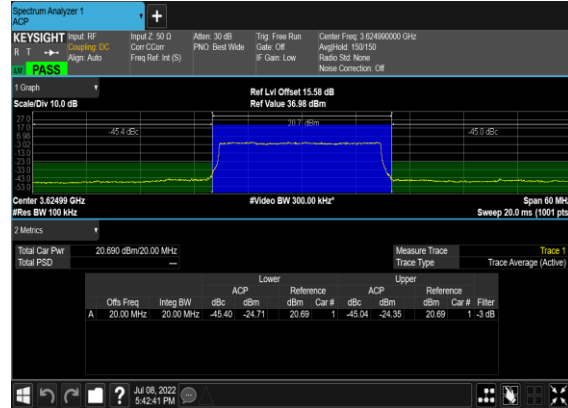 Spectrum Analyzer 1
ACP
+
KEYSIGHT Input: RF Input Z: 50 Ω Atten: 30 dB Trig: Free Run Center Freq: 3.624990000 GHz
R T Coupling: DC Corr CCorr PNO: Best Wide Gate: Off Avg|Hold: 150/150
Align: Auto Freq Ref: Int (S) IF Gain: Low Radio Std: None
LXI PASS Noise Correction: Off
1 Graph Ref Lvl Offset 15.58 dB
Scale/Div 10.0 dB Ref Value 36.98 dBm
27.0
17.0 -45.4 dBc 20.7 dBm -45.0 dBc
6.98
-3.02
-13.0
-23.0
-33.0
-43.0
-53.0
Center 3.62499 GHz #Video BW 300.00 kHz* Span 60 MHz
#Res BW 100 kHz Sweep 20.0 ms (1001 pts)
2 Metrics
Total Car Pwr 20.690 dBm/20.00 MHz Measure Trace Trace 1
Total PSD --- Trace Type Trace Average (Active)
Lower Upper
ACP Reference ACP Reference
Offs Freq Integ BW dBc dBm dBm Car # dBc dBm dBm Car # Filter
A 20.00 MHz 20.00 MHz -45.40 -24.71 20.69 1 -45.04 -24.35 20.69 1 -3 dB
? Jul 08, 2022
5:42:41 PM